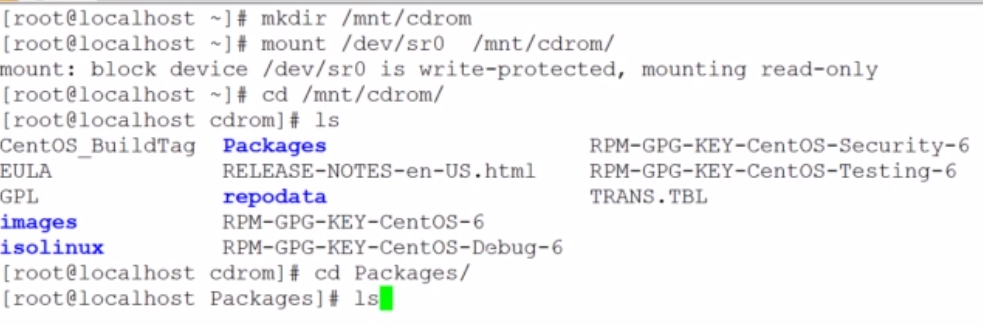 [root@localhost ~]# mkdir /mnt/cdrom
[root@localhost ~]# mount /dev/sr0  /mnt/cdrom/
mount: block device /dev/sr0 is write-protected, mounting read-only
[root@localhost ~]# cd /mnt/cdrom/
[root@localhost cdrom]# ls
CentOS_BuildTag  Packages                 RPM-GPG-KEY-CentOS-Security-6
EULA             RELEASE-NOTES-en-US.html RPM-GPG-KEY-CentOS-Testing-6
GPL              repodata                 TRANS.TBL
images           RPM-GPG-KEY-CentOS-6
isolinux         RPM-GPG-KEY-CentOS-Debug-6
[root@localhost cdrom]# cd Packages/
[root@localhost Packages]# ls